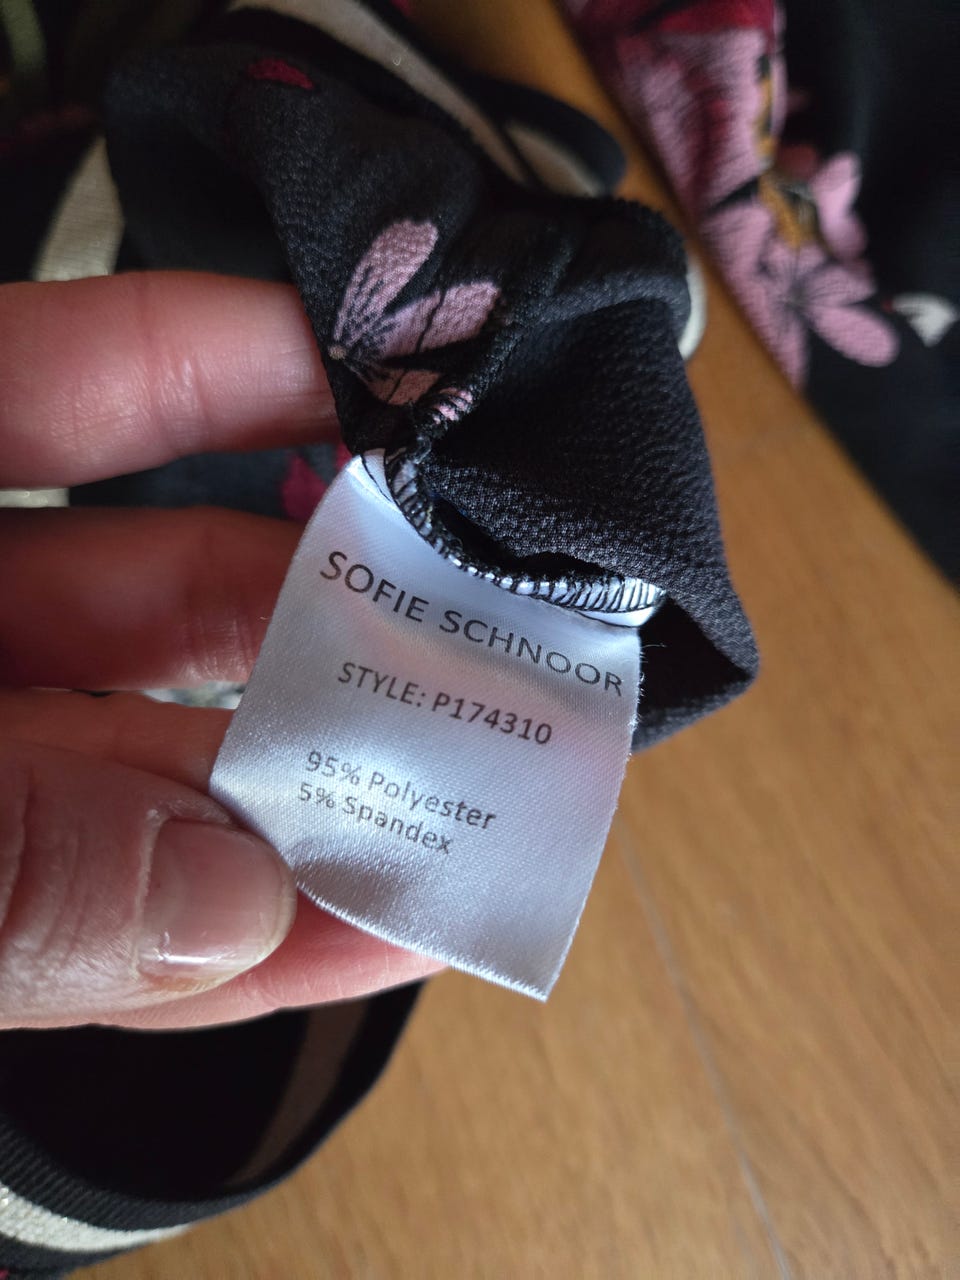 SOFIE SCHNOOR
STYLE: P174310
95% Polyester
5% Spandex